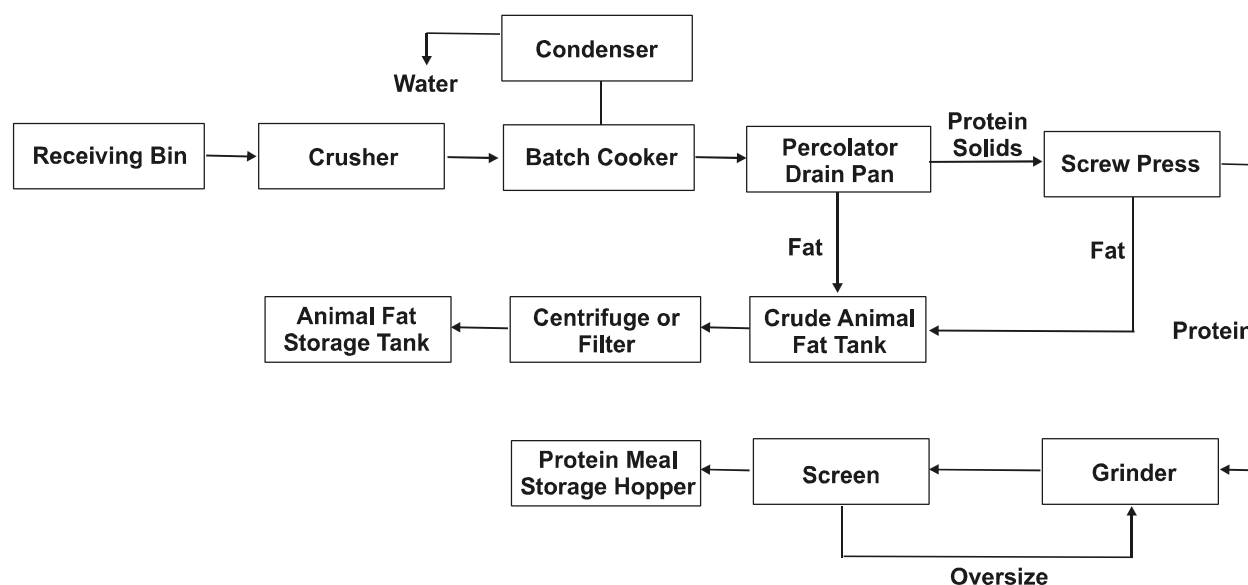 Condenser
Water
Receiving Bin
Crusher
Batch Cooker
Percolator
Drain Pan
Protein
Solids
Screw Press
Fat
Fat
Animal Fat
Storage Tank
Centrifuge or
Filter
Crude Animal
Fat Tank
Protein
Protein Meal
Storage Hopper
Screen
Grinder
Oversize